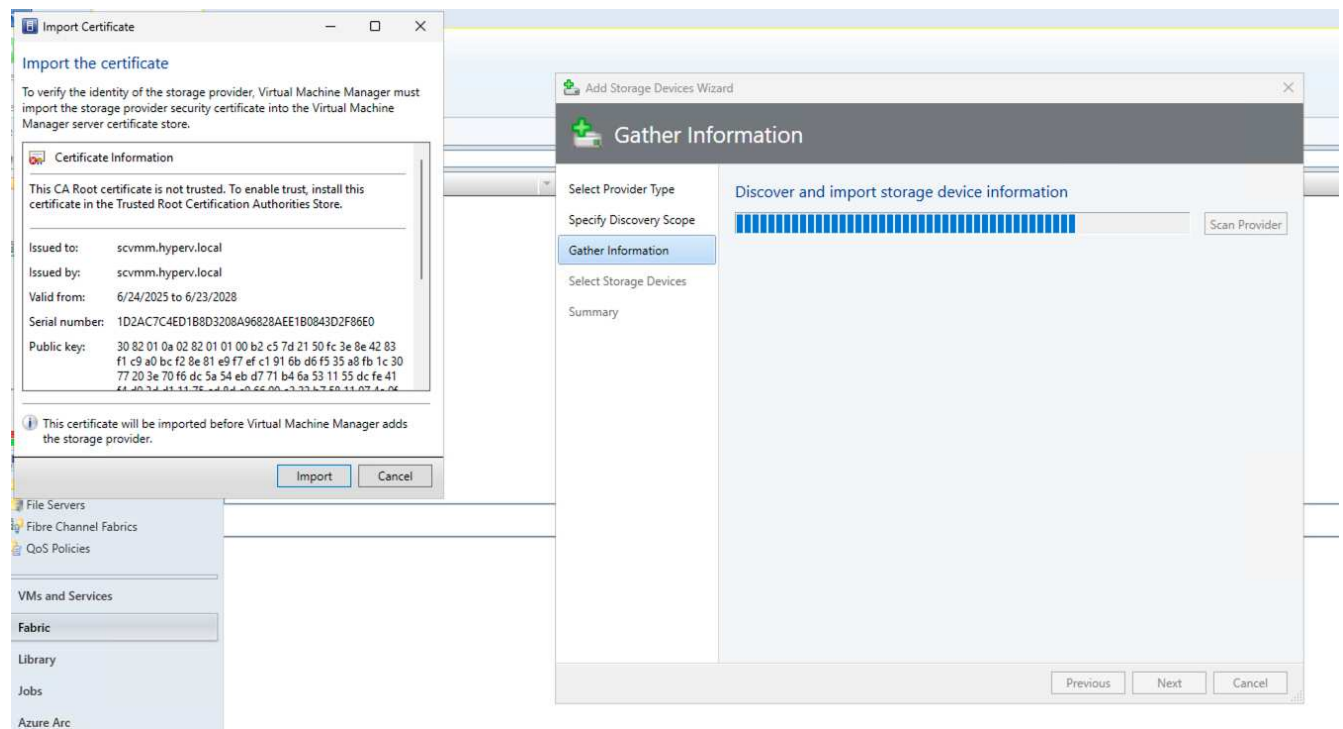 Import Certificate
Import the certificate
To verify the identity of the storage provider, Virtual Machine Manager must
import the storage provider security certificate into the Virtual Machine
Manager server certificate store.
Certificate Information
This CA Root certificate is not trusted. To enable trust, install this
certificate in the Trusted Root Certification Authorities Store.
Issued to: scvmm.hyperv.local
Issued by: scvmm.hyperv.local
Valid from: 6/24/2025 to 6/23/2028
Serial number: 1D2AC7C4ED1B8D3208A96828AEE1B0843D2F86E0
Public key: 30 82 01 0a 02 82 01 01 00 b2 c5 7d 21 50 fc 3e 8e 42 83
f1 c9 a0 bc f2 8e 81 e9 f7 ef c1 91 6b d6 f5 35 a8 fb 1c 30
77 20 3e 70 f6 dc 5a 54 eb d7 71 b4 6a 53 11 55 dc fe 41
This certificate will be imported before Virtual Machine Manager adds
the storage provider.
Import
Cancel
File Servers
Fibre Channel Fabrics
QoS Policies
VMs and Services
Fabric
Library
Jobs
Azure Arc
Add Storage Devices Wizard
Gather Information
Select Provider Type
Specify Discovery Scope
Gather Information
Select Storage Devices
Summary
Discover and import storage device information
Scan Provider
Previous
Next
Cancel